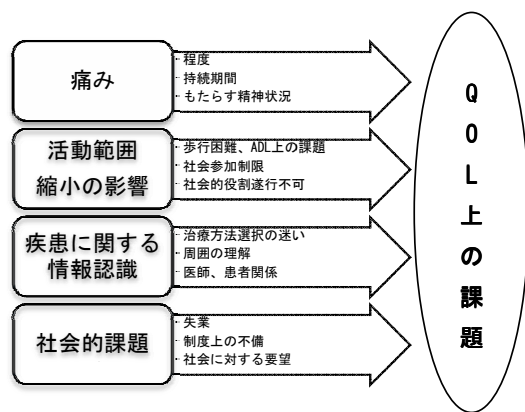 痛み
・程度
・持続期間
・もたらす精神状況
活動範囲
縮小の影響
・歩行困難、ADL上の課題
・社会参加制限
・社会的役割遂行不可
疾患に関する
情報認識
・治療方法選択の迷い
・周囲の理解
・医師、患者関係
社会的課題
・失業
・制度上の不備
・社会に対する要望
QOL上の課題